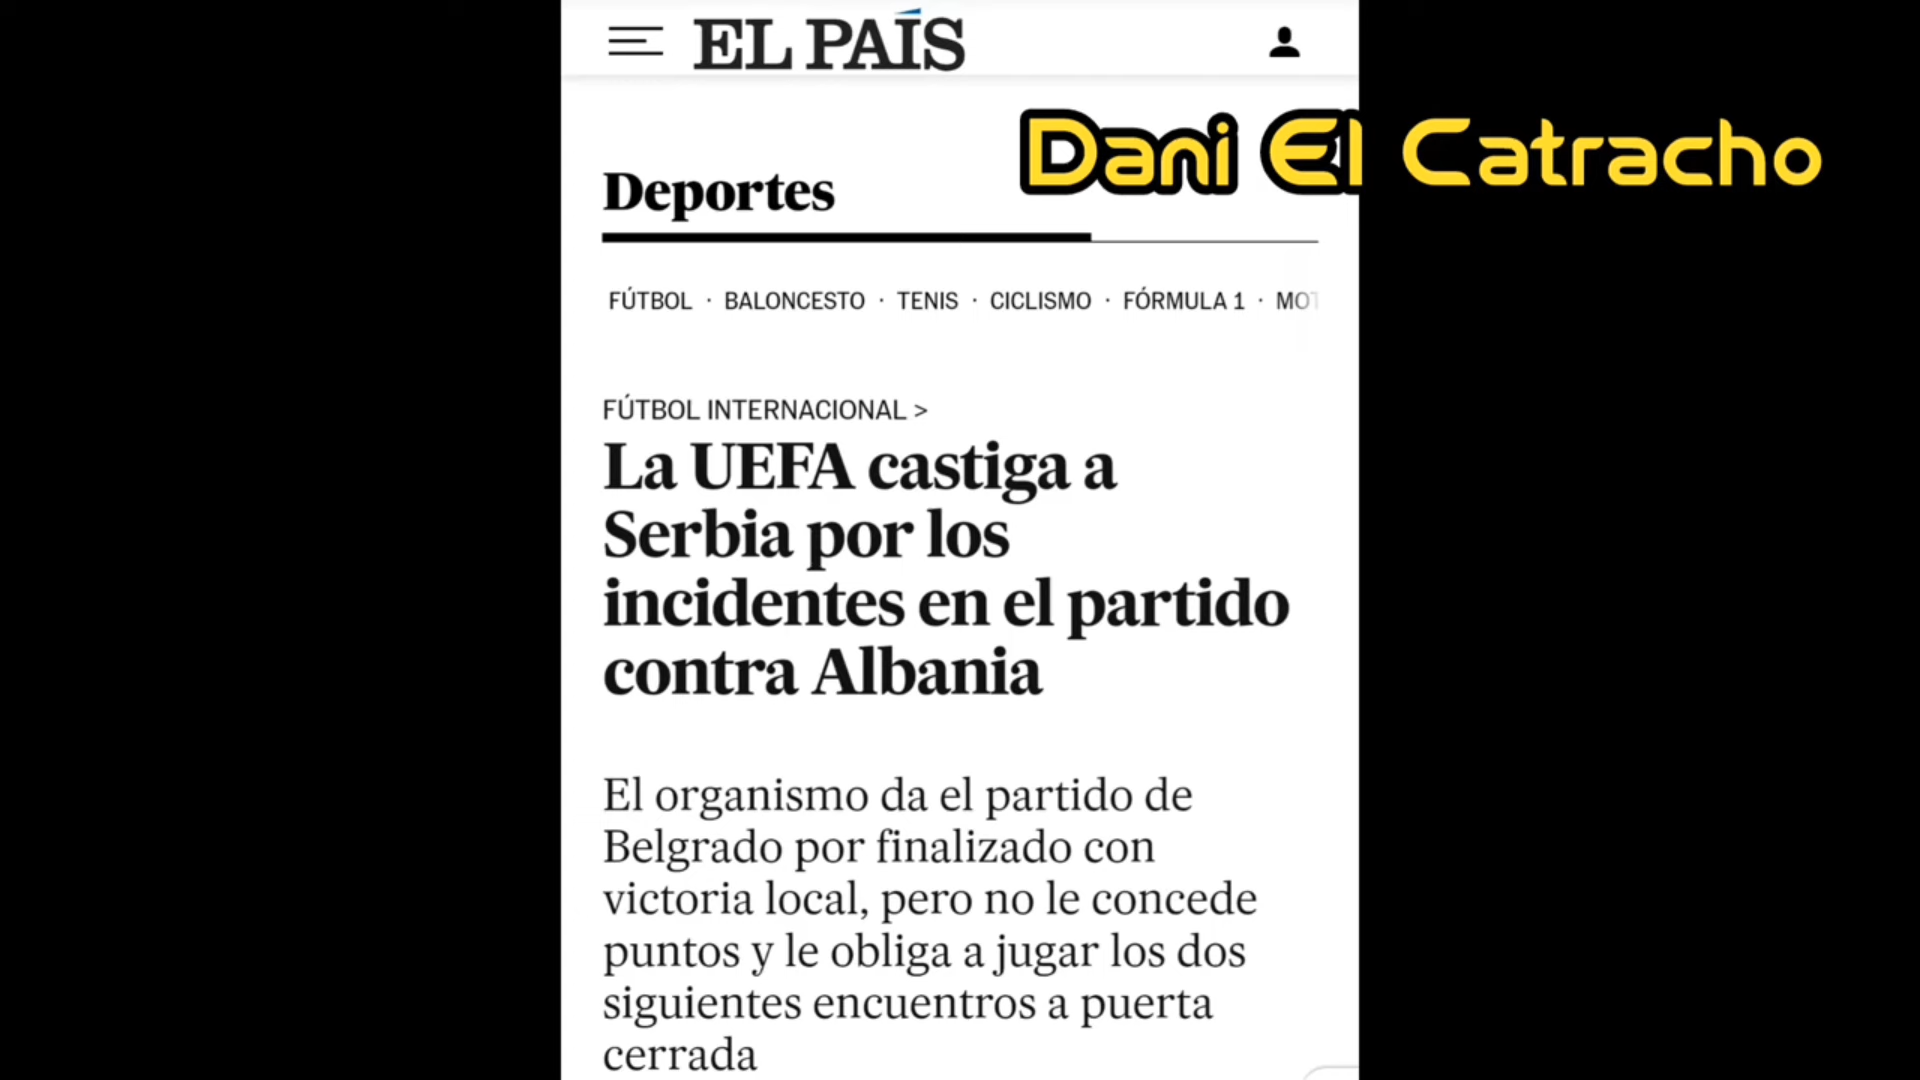 EL PAÍS
Dani El Catracho
Deportes
FÚTBOL · BALONCESTO · TENIS · CICLISMO · FÓRMULA 1 · MOT
FÚTBOL INTERNACIONAL >
La UEFA castiga a
Serbia por los
incidentes en el partido
contra Albania
El organismo da el partido de
Belgrado por finalizado con
victoria local, pero no le concede
puntos y le obliga a jugar los dos
siguientes encuentros a puerta
cerrada